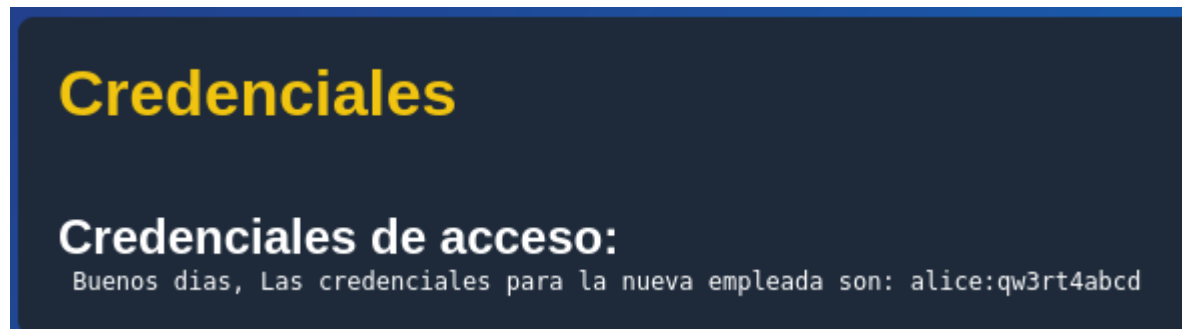 Credenciales
Credenciales de acceso:
Buenos dias, Las credenciales para la nueva empleada son: alice:qw3rt4abcd